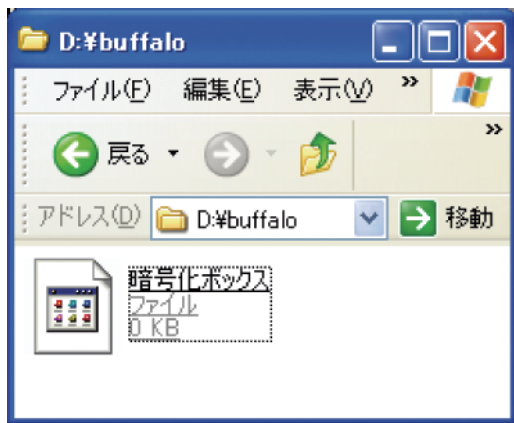 D:¥buffalo
ファイル(F) 編集(E) 表示(V) »
戻る »
アドレス(D) D:¥buffalo 移動
暗号化ボックス
ファイル
0 KB